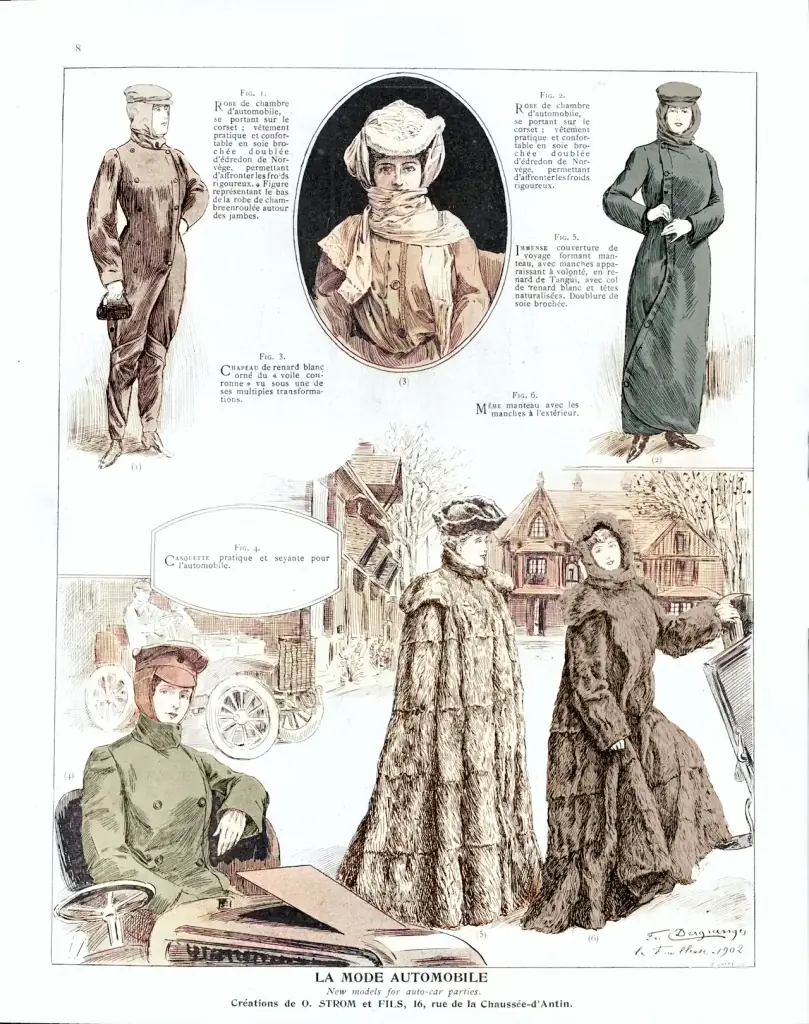 8
FIG. 1.
ROBE de chambre
d'automobile,
se portant sur le
corset ; vêtement
pratique et confor-
table en soie bro-
chée doublée
d'édredon de Nor-
vège, permettant
d'affronter les froids
rigoureux. » Figure
représentant le bas
de la robe de cham-
bre enroulée autour
des jambes.
FIG. 2.
ROBE de chambre
d'automobile,
se portant sur le
corset ; vêtement
pratique et confor-
table en soie bro-
chée doublée
d'édredon de Nor-
vège, permettant
d'affronter les froids
rigoureux.
FIG. 5.
IMMENSE couverture de
voyage formant man-
teau, avec manches appa-
raissant à volonté, en re-
nard de Tangui, avec col
de renard blanc et têtes
naturalisées. Doublure de
soie brochée.
FIG. 3.
CHAPEAU de renard blanc
orné du « voile cou-
ronne » vu sous une de
ses multiples transforma-
tions.
(3)
FIG. 6.
MÊME manteau avec les
manches à l'extérieur.
(1)
(2)
FIG. 4.
CASQUETTE pratique et seyante pour
l'automobile.
(4)
(5)
(6)
Desgranges
1902
LA MODE AUTOMOBILE
New models for auto-car parties.
Créations de O. STROM et FILS, 16, rue de la Chaussée-d'Antin.